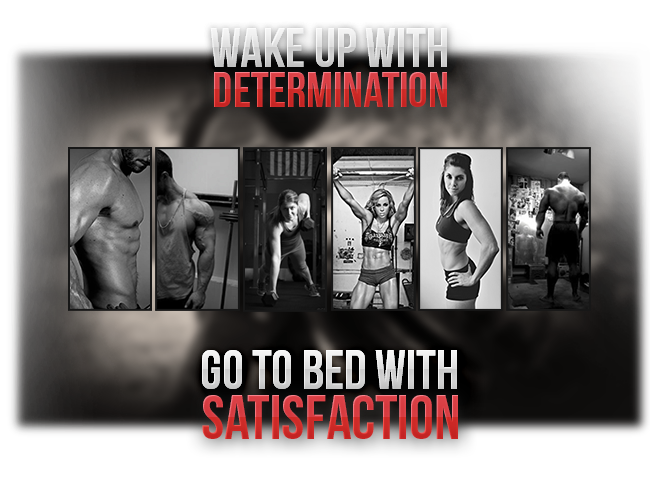 WAKE UP WITH
DETERMINATION
GO TO BED WITH
SATISFACTION